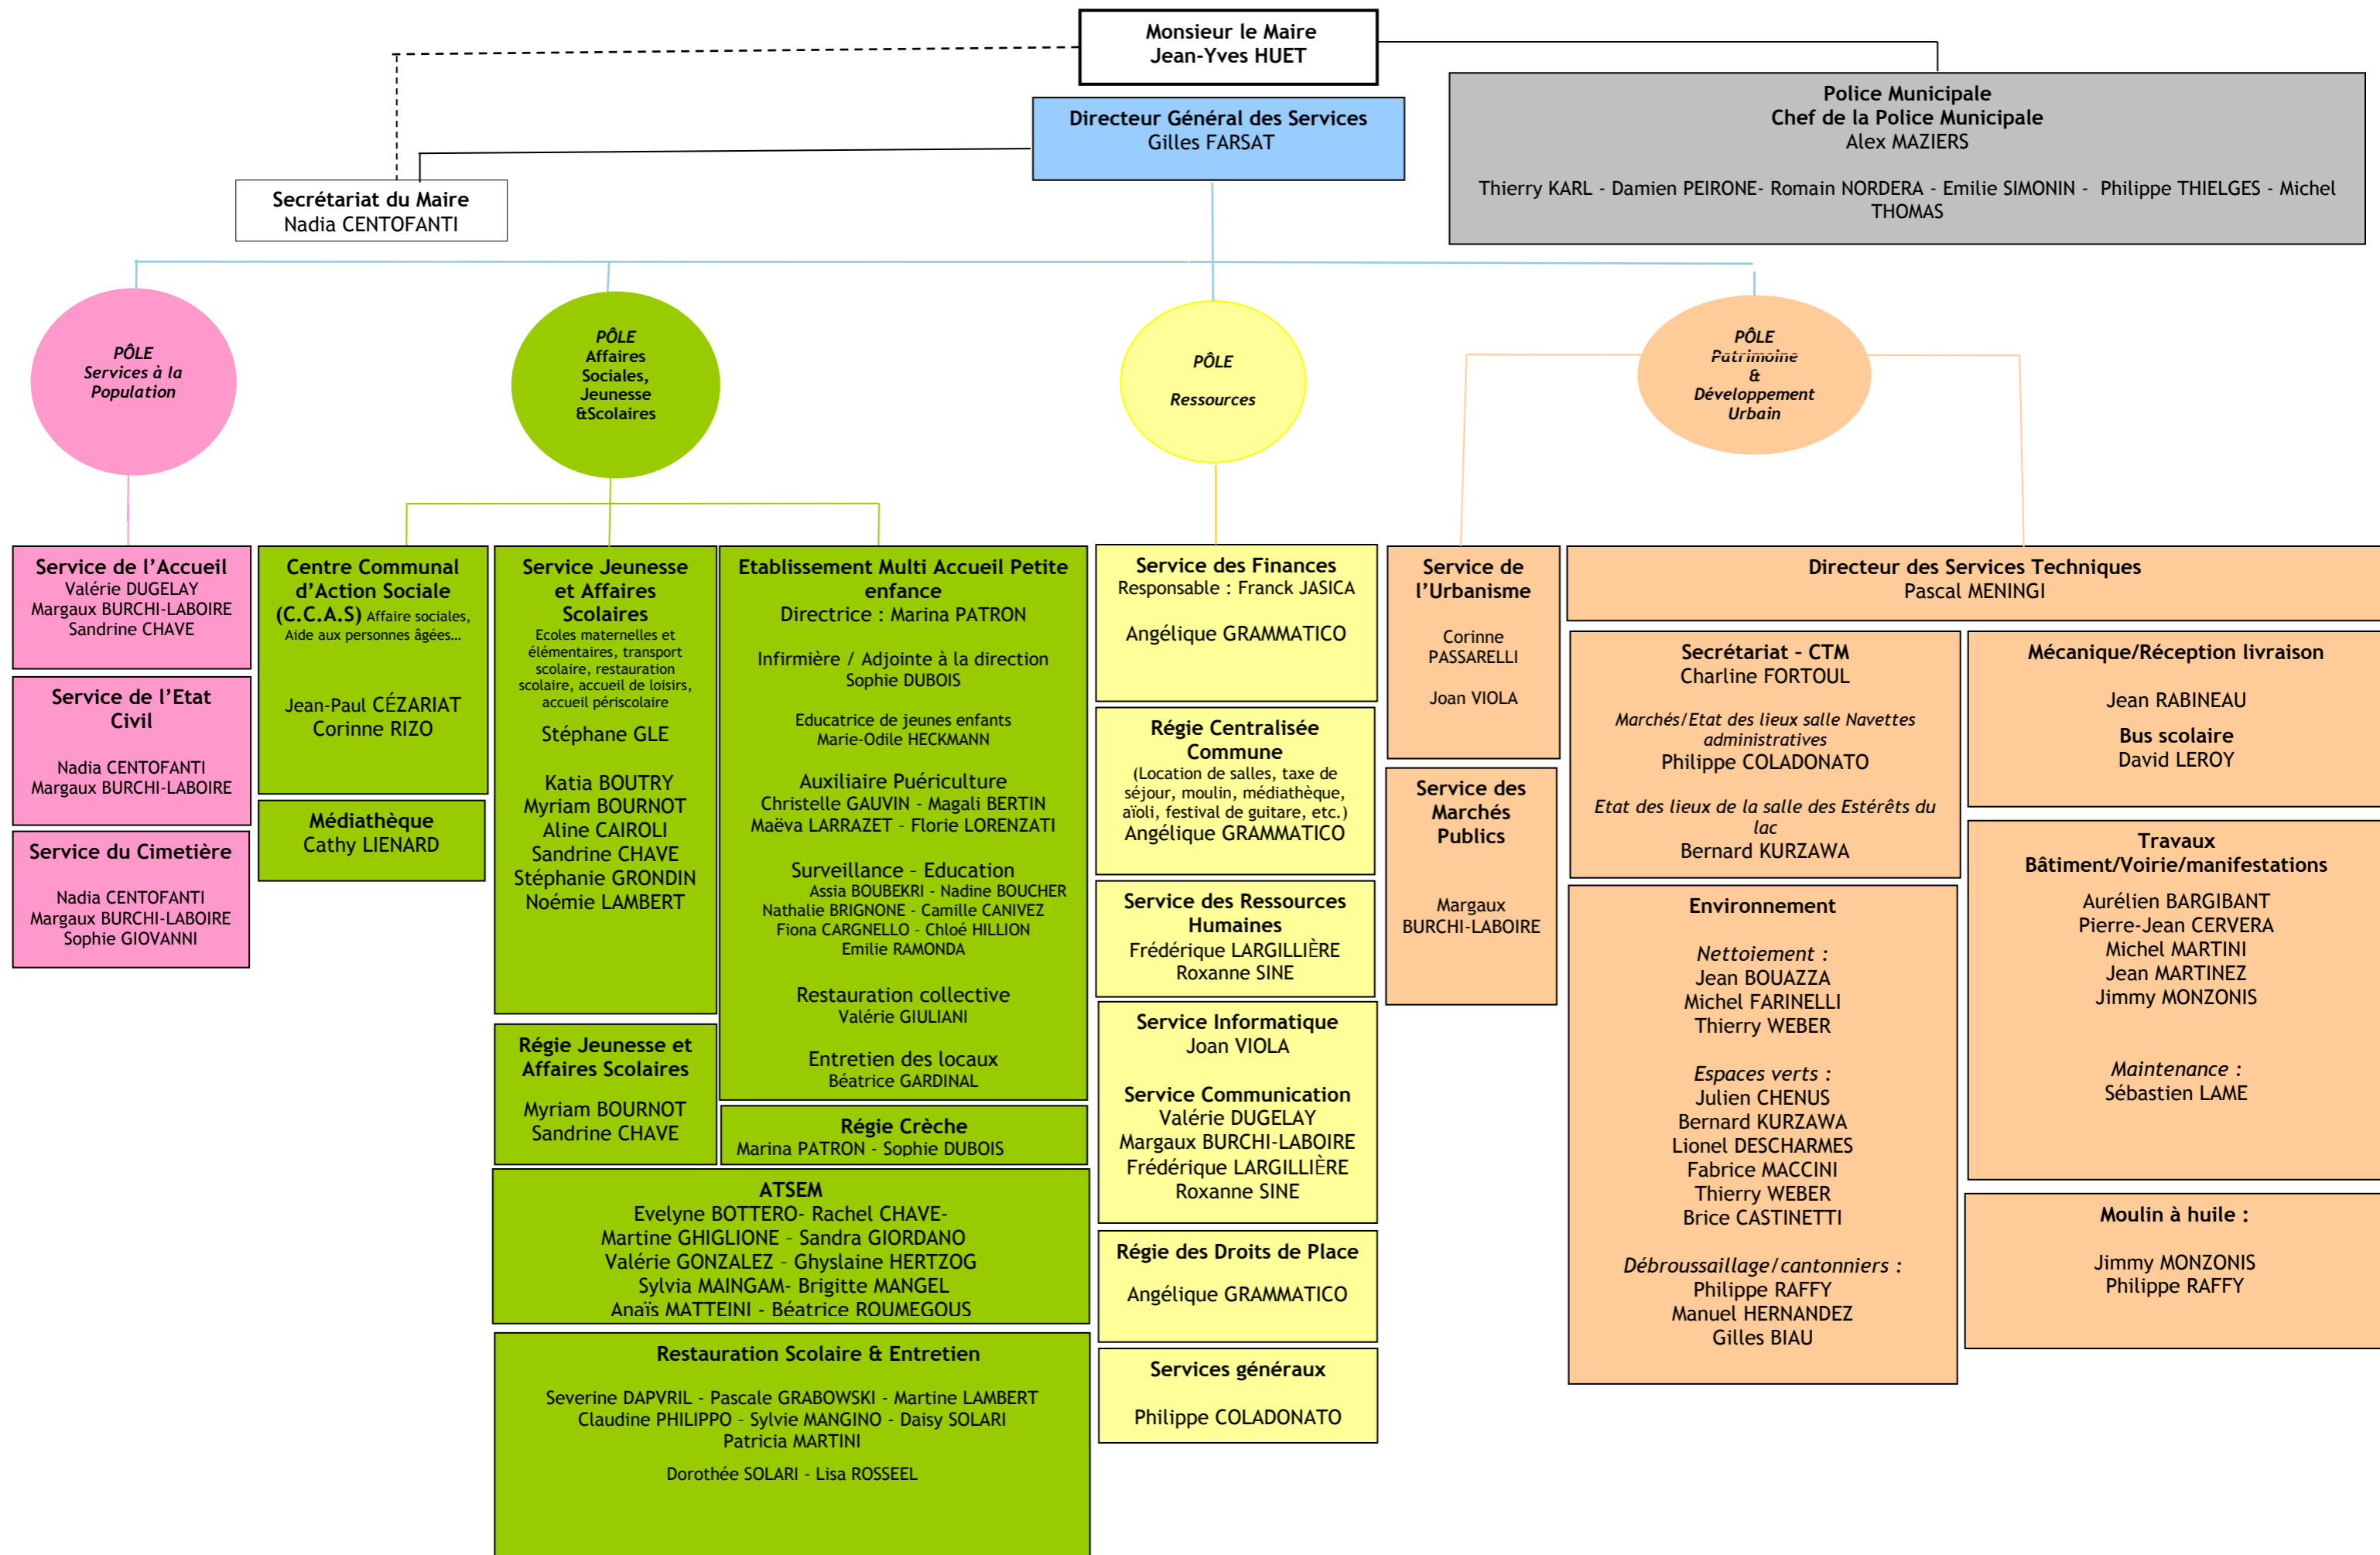 Monsieur le Maire
Jean-Yves HUET
Directeur Général des Services
Gilles FARSAT
Police Municipale
Chef de la Police Municipale
Alex MAZIERS
Thierry KARL - Damien PEIRONE- Romain NORDERA - Emilie SIMONIN - Philippe THIELGES - Michel
THOMAS
Secrétariat du Maire
Nadia CENTOFANTI
PÔLE
Services à la
Population
PÔLE
Affaires
Sociales,
Jeunesse
&Scolaires
PÔLE
Ressources
PÔLE
Patrimoine
&
Développement
Urbain
Service de l’Accueil
Valérie DUGELAY
Margaux BURCHI-LABOIRE
Sandrine CHAVE
Service de l’Etat
Civil
Nadia CENTOFANTI
Margaux BURCHI-LABOIRE
Service du Cimetière
Nadia CENTOFANTI
Margaux BURCHI-LABOIRE
Sophie GIOVANNI
Centre Communal
d’Action Sociale
(C.C.A.S) Affaire sociales,
Aide aux personnes âgées…
Jean-Paul CÉZARIAT
Corinne RIZO
Médiathèque
Cathy LIENARD
Service Jeunesse
et Affaires
Scolaires
Ecoles maternelles et
élémentaires, transport
scolaire, restauration
scolaire, accueil de loisirs,
accueil périscolaire
Stéphane GLE
Katia BOUTRY
Myriam BOURNOT
Aline CAIROLI
Sandrine CHAVE
Stéphanie GRONDIN
Noémie LAMBERT
Régie Jeunesse et
Affaires Scolaires
Myriam BOURNOT
Sandrine CHAVE
Etablissement Multi Accueil Petite
enfance
Directrice : Marina PATRON
Infirmière / Adjointe à la direction
Sophie DUBOIS
Educatrice de jeunes enfants
Marie-Odile HECKMANN
Auxiliaire Puériculture
Christelle GAUVIN - Magali BERTIN
Maëva LARRAZET – Florie LORENZATI
Surveillance – Education
Assia BOUBEKRI - Nadine BOUCHER
Nathalie BRIGNONE - Camille CANIVEZ
Fiona CARGNELLO – Chloé HILLION
Emilie RAMONDA
Restauration collective
Valérie GIULIANI
Entretien des locaux
Béatrice GARDINAL
Régie Crèche
Marina PATRON - Sophie DUBOIS
ATSEM
Evelyne BOTTERO- Rachel CHAVE-
Martine GHIGLIONE – Sandra GIORDANO
Valérie GONZALEZ – Ghyslaine HERTZOG
Sylvia MAINGAM- Brigitte MANGEL
Anaïs MATTEINI - Béatrice ROUMEGOUS
Restauration Scolaire & Entretien
Severine DAPVRIL - Pascale GRABOWSKI - Martine LAMBERT
Claudine PHILIPPO – Sylvie MANGINO - Daisy SOLARI
Patricia MARTINI
Dorothée SOLARI - Lisa ROSSEEL
Service des Finances
Responsable : Franck JASICA
Angélique GRAMMATICO
Régie Centralisée
Commune
(Location de salles, taxe de
séjour, moulin, médiathèque,
aïoli, festival de guitare, etc.)
Angélique GRAMMATICO
Service des Ressources
Humaines
Frédérique LARGILLIÈRE
Roxanne SINE
Service Informatique
Joan VIOLA
Service Communication
Valérie DUGELAY
Margaux BURCHI-LABOIRE
Frédérique LARGILLIÈRE
Roxanne SINE
Régie des Droits de Place
Angélique GRAMMATICO
Services généraux
Philippe COLADONATO
Service de
l’Urbanisme
Corinne
PASSARELLI
Joan VIOLA
Service des
Marchés
Publics
Margaux
BURCHI-LABOIRE
Directeur des Services Techniques
Pascal MENINGI
Secrétariat – CTM
Charline FORTOUL
Marchés/Etat des lieux salle Navettes
administratives
Philippe COLADONATO
Etat des lieux de la salle des Estérêts du
lac
Bernard KURZAWA
Environnement
Nettoiement :
Jean BOUAZZA
Michel FARINELLI
Thierry WEBER
Espaces verts :
Julien CHENUS
Bernard KURZAWA
Lionel DESCHARMES
Fabrice MACCINI
Thierry WEBER
Brice CASTINETTI
Débroussaillage/cantonniers :
Philippe RAFFY
Manuel HERNANDEZ
Gilles BIAU
Mécanique/Réception livraison
Jean RABINEAU
Bus scolaire
David LEROY
Travaux
Bâtiment/Voirie/manifestations
Aurélien BARGIBANT
Pierre-Jean CERVERA
Michel MARTINI
Jean MARTINEZ
Jimmy MONZONIS
Maintenance :
Sébastien LAME
Moulin à huile :
Jimmy MONZONIS
Philippe RAFFY